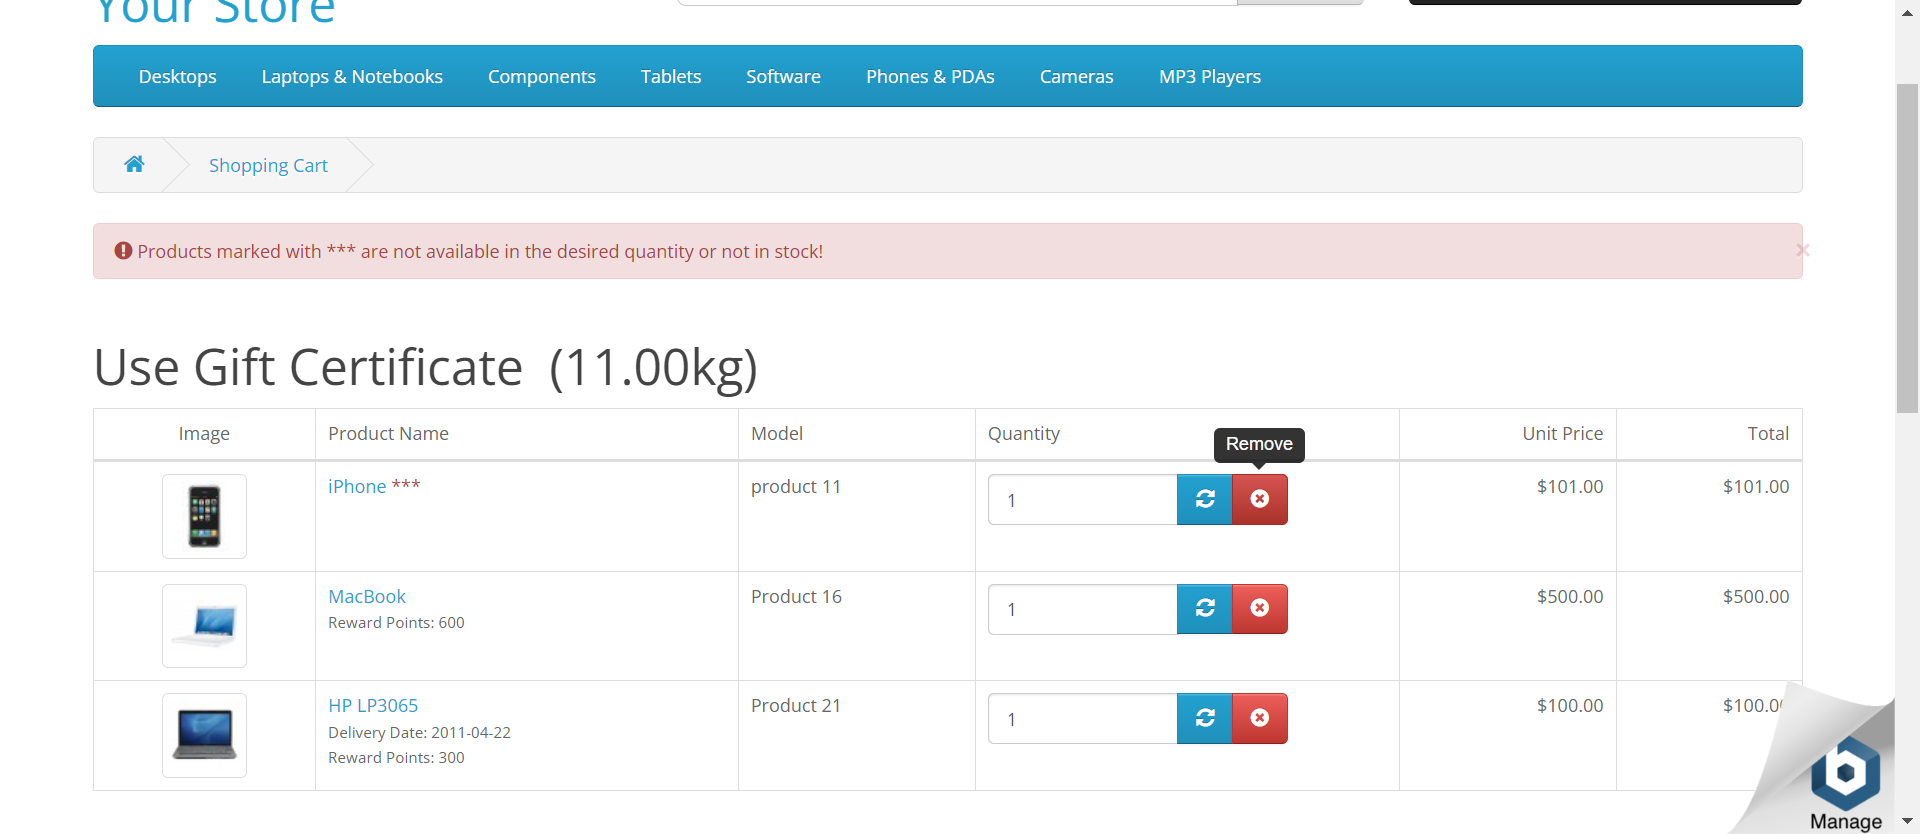 Your Store
Desktops Laptops & Notebooks Components Tablets Software Phones & PDAs Cameras MP3 Players
Shopping Cart
Products marked with *** are not available in the desired quantity or not in stock!
×
Use Gift Certificate (11.00kg)
Image Product Name Model Quantity Unit Price Total
Remove
iPhone *** product 11 1 $101.00 $101.00
MacBook Product 16 1 $500.00 $500.00
Reward Points: 600
HP LP3065 Product 21 1 $100.00 $100.0
Delivery Date: 2011-04-22
Reward Points: 300
b
Manage